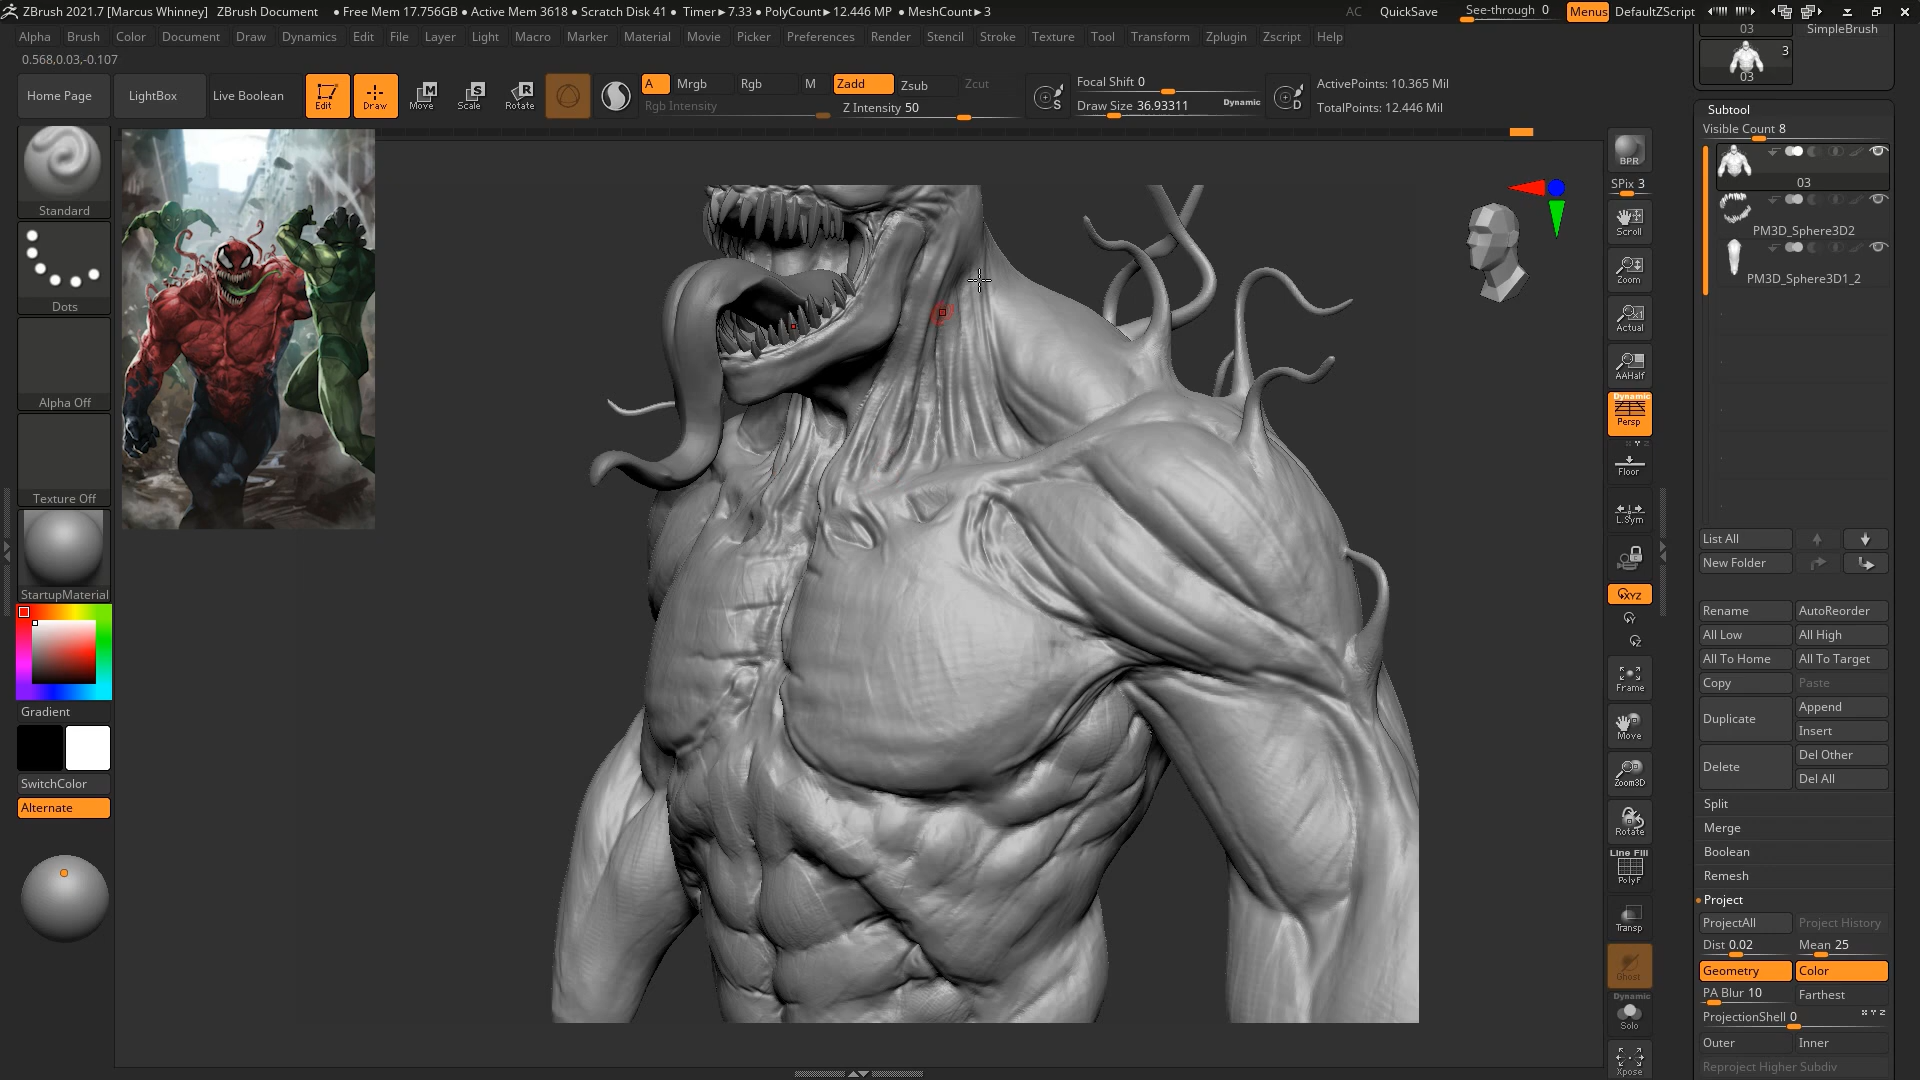 ZBrush 2021.7 [Marcus Whinney] ZBrush Document ● Free Mem 17.756GB ● Active Mem 3618 ● Scratch Disk 41 ● Timer►7.33 ● PolyCount►12.446 MP ● MeshCount►3 AC QuickSave See-through 0 Menus DefaultZScript
Alpha Brush Color Document Draw Dynamics Edit File Layer Light Macro Marker Material Movie Picker Preferences Render Stencil Stroke Texture Tool Transform Zplugin Zscript Help
0.568,0.03,-0.107
Home Page LightBox Live Boolean Edit Draw Move Scale Rotate A Mrgb Rgb M Zadd Zsub Zcut Focal Shift 0 ActivePoints: 10.365 Mil
Rgb Intensity Z Intensity 50 Draw Size 36.93311 Dynamic TotalPoints: 12.446 Mil
M
S
R
S
D
Standard
Dots
Alpha Off
Texture Off
StartupMaterial
Gradient
SwitchColor
Alternate
BPR
SPix 3
Scroll
Zoom
Actual
AAHalf
Dynamic
Persp
Floor
L.Sym
XYZ
Y
Z
Frame
Move
Zoom3D
Rotate
Line Fill
PolyF
Transp
Ghost
Dynamic
Solo
Xpose
03 SimpleBrush
3
03
Subtool
Visible Count 8
03
PM3D_Sphere3D2
PM3D_Sphere3D1_2
List All
New Folder
Rename AutoReorder
All Low All High
All To Home All To Target
Copy Paste
Duplicate Append
Insert
Delete Del Other
Del All
Split
Merge
Boolean
Remesh
Project
ProjectAll Project History
Dist 0.02 Mean 25
Geometry Color
PA Blur 10 Farthest
ProjectionShell 0 X Y Z
Outer Inner
Reproject Higher Subdiv